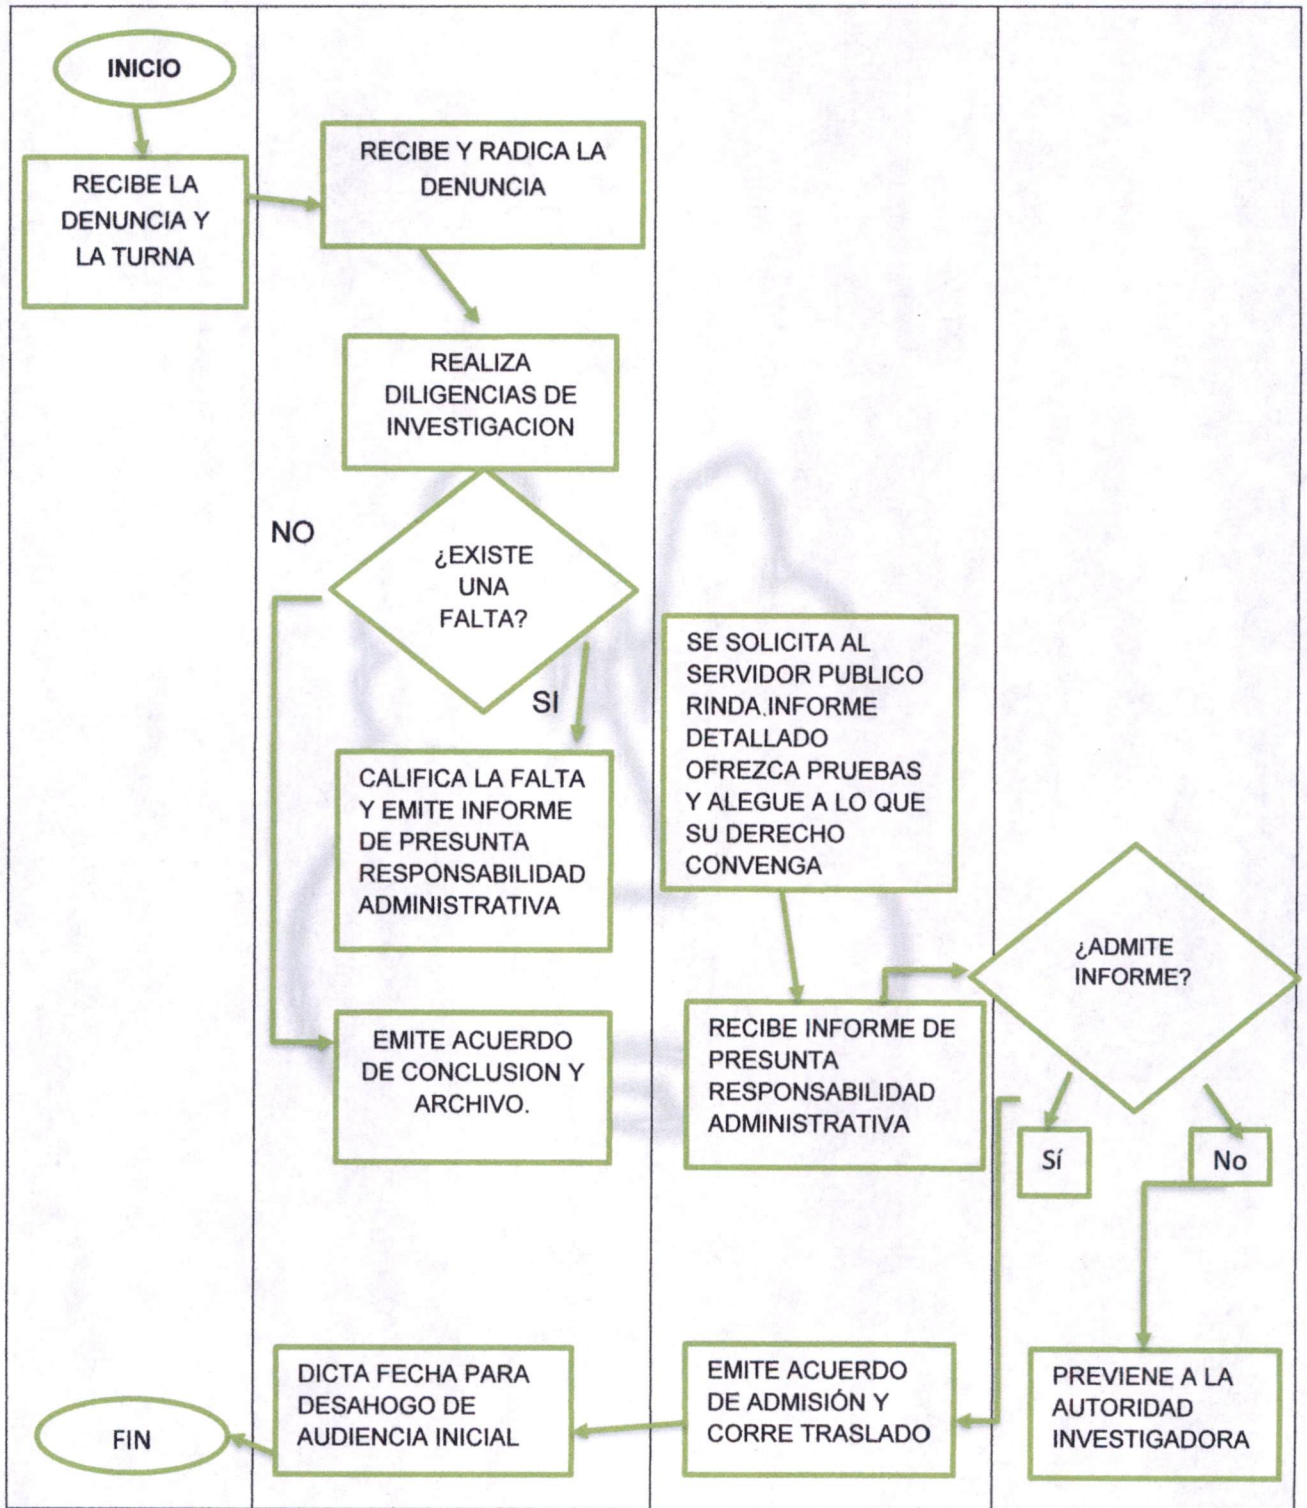 INICIO
RECIBE LA
DENUNCIA Y
LA TURNA
RECIBE Y RADICA LA
DENUNCIA
REALIZA
DILIGENCIAS DE
INVESTIGACION
NO
¿EXISTE
UNA
FALTA?
SI
CALIFICA LA FALTA
Y EMITE INFORME
DE PRESUNTA
RESPONSABILIDAD
ADMINISTRATIVA
EMITE ACUERDO
DE CONCLUSION Y
ARCHIVO.
SE SOLICITA AL
SERVIDOR PUBLICO
RINDA.INFORME
DETALLADO
OFREZCA PRUEBAS
Y ALEGUE A LO QUE
SU DERECHO
CONVENGA
RECIBE INFORME DE
PRESUNTA
RESPONSABILIDAD
ADMINISTRATIVA
¿ADMITE
INFORME?
Sí
No
PREVIENE A LA
AUTORIDAD
INVESTIGADORA
EMITE ACUERDO
DE ADMISIÓN Y
CORRE TRASLADO
DICTA FECHA PARA
DESAHOGO DE
AUDIENCIA INICIAL
FIN